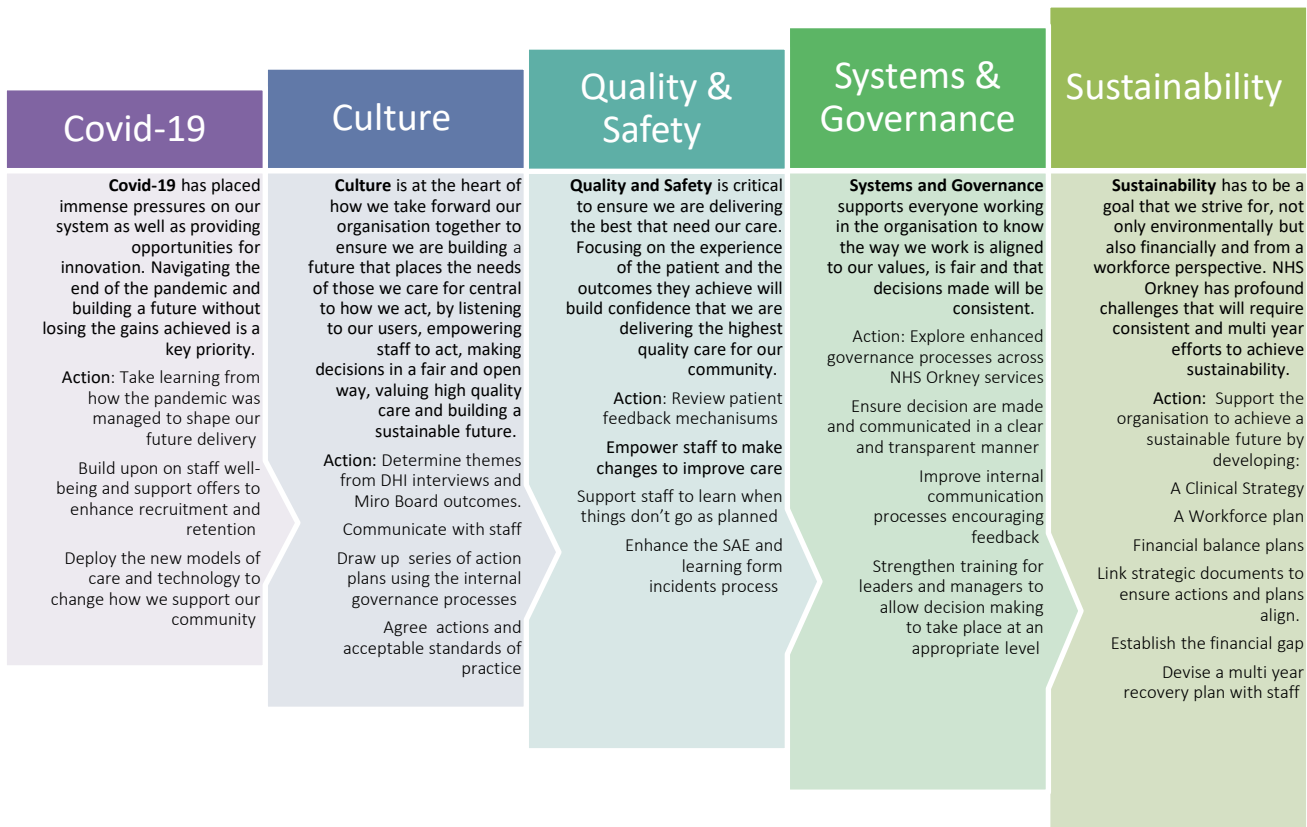 Covid-19
Covid-19 has placed
immense pressures on our
system as well as providing
opportunities for
innovation. Navigating the
end of the pandemic and
building a future without
losing the gains achieved is a
key priority.
Action: Take learning from
how the pandemic was
managed to shape our
future delivery
Build upon on staff well-
being and support offers to
enhance recruitment and
retention
Deploy the new models of
care and technology to
change how we support our
community
Culture
Culture is at the heart of
how we take forward our
organisation together to
ensure we are building a
future that places the needs
of those we care for central
to how we act, by listening
to our users, empowering
staff to act, making
decisions in a fair and open
way, valuing high quality
care and building a
sustainable future.
Action: Determine themes
from DHI interviews and
Miro Board outcomes.
Communicate with staff
Draw up series of action
plans using the internal
governance processes
Agree actions and
acceptable standards of
practice
Quality &
Safety
Quality and Safety is critical
to ensure we are delivering
the best that need our care.
Focusing on the experience
of the patient and the
outcomes they achieve will
build confidence that we are
delivering the highest
quality care for our
community.
Action: Review patient
feedback mechanisums
Empower staff to make
changes to improve care
Support staff to learn when
things don't go as planned
Enhance the SAE and
learning form
incidents process
Systems &
Governance
Systems and Governance
supports everyone working
in the organisation to know
the way we work is aligned
to our values, is fair and that
decisions made will be
consistent.
Action: Explore enhanced
governance processes across
NHS Orkney services
Ensure decision are made
and communicated in a clear
and transparent manner
Improve internal
communication
processes encouraging
feedback
Strengthen training for
leaders and managers to
allow decision making
to take place at an
appropriate level
Sustainability
Sustainability has to be a
goal that we strive for, not
only environmentally but
also financially and from a
workforce perspective. NHS
Orkney has profound
challenges that will require
consistent and multi year
efforts to achieve
sustainability.
Action: Support the
organisation to achieve a
sustainable future by
developing:
A Clinical Strategy
A Workforce plan
Financial balance plans
Link strategic documents to
ensure actions and plans
align.
Establish the financial gap
Devise a multi year
recovery plan with staff